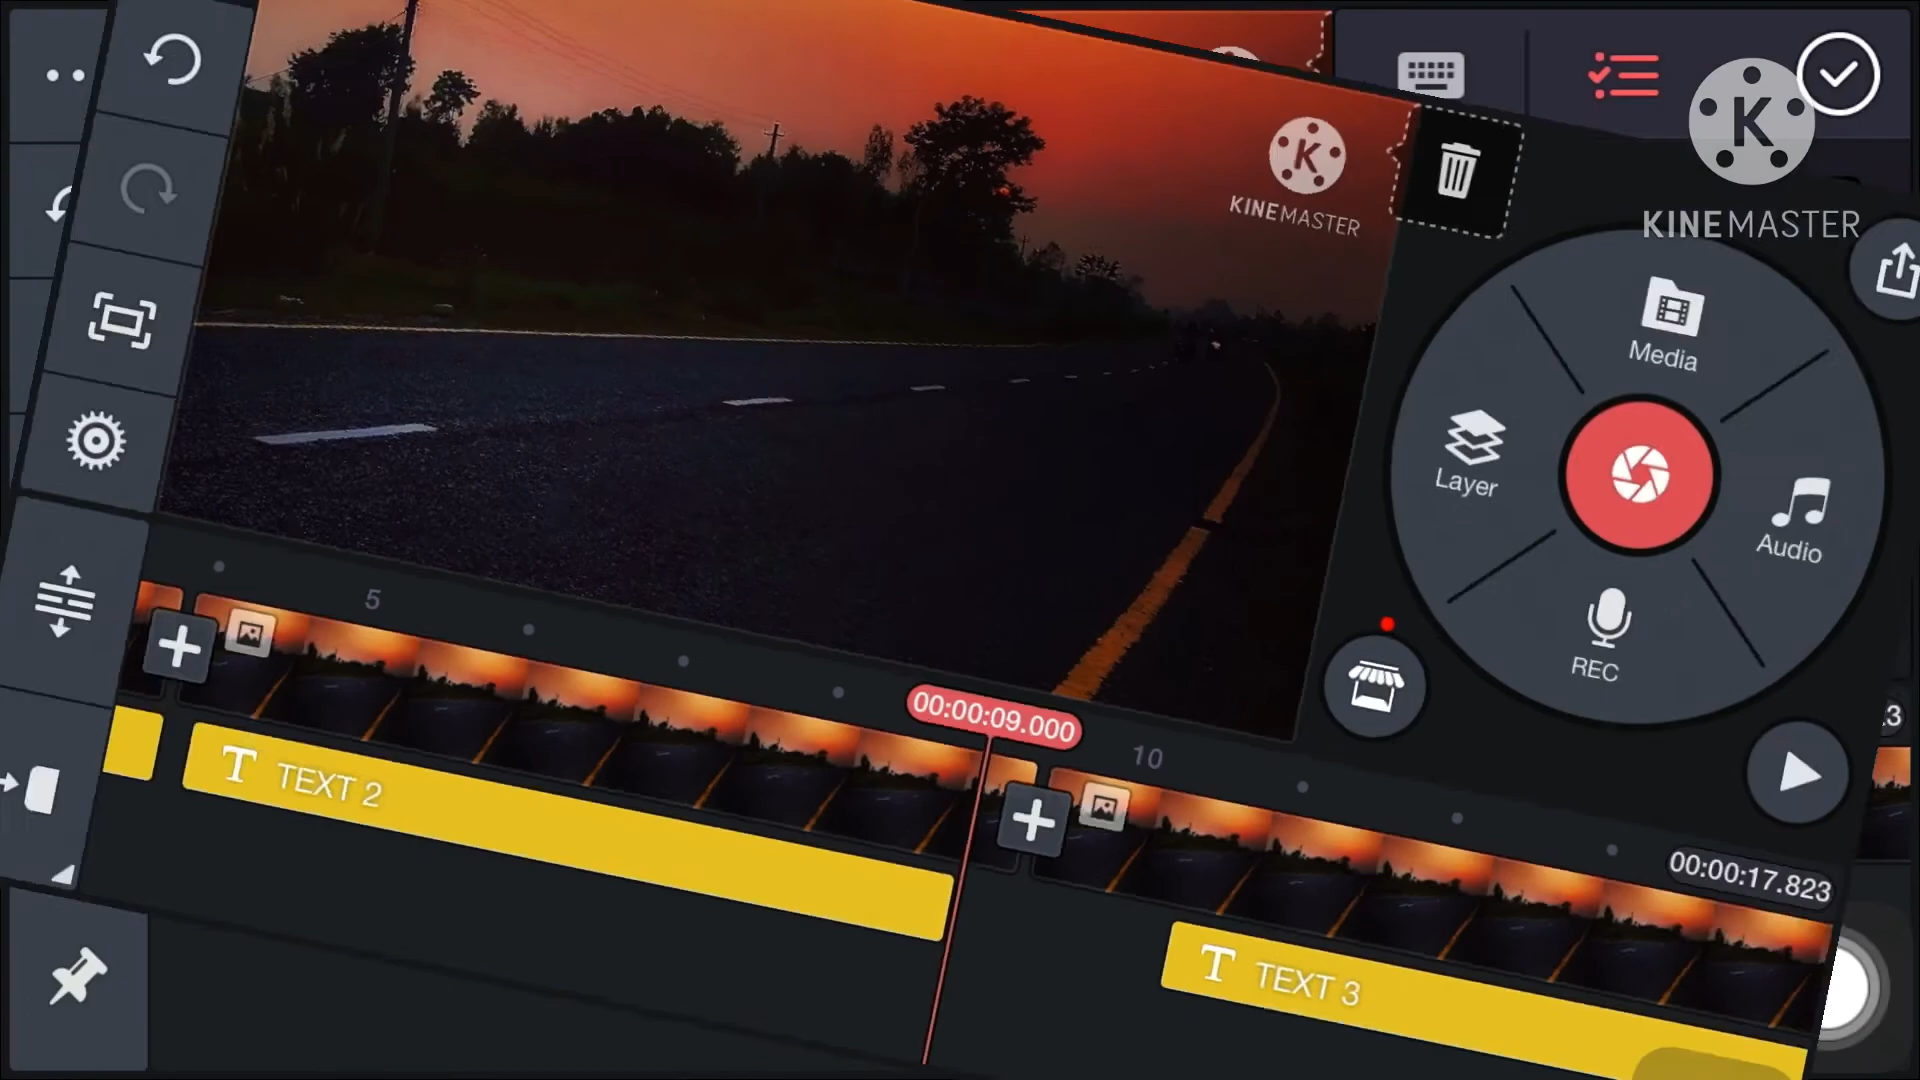 KINEMASTER
KINEMASTER
Media
Layer
Audio
REC
5
00:00:09.000
10
TEXT 2
00:00:17.823
TEXT 3